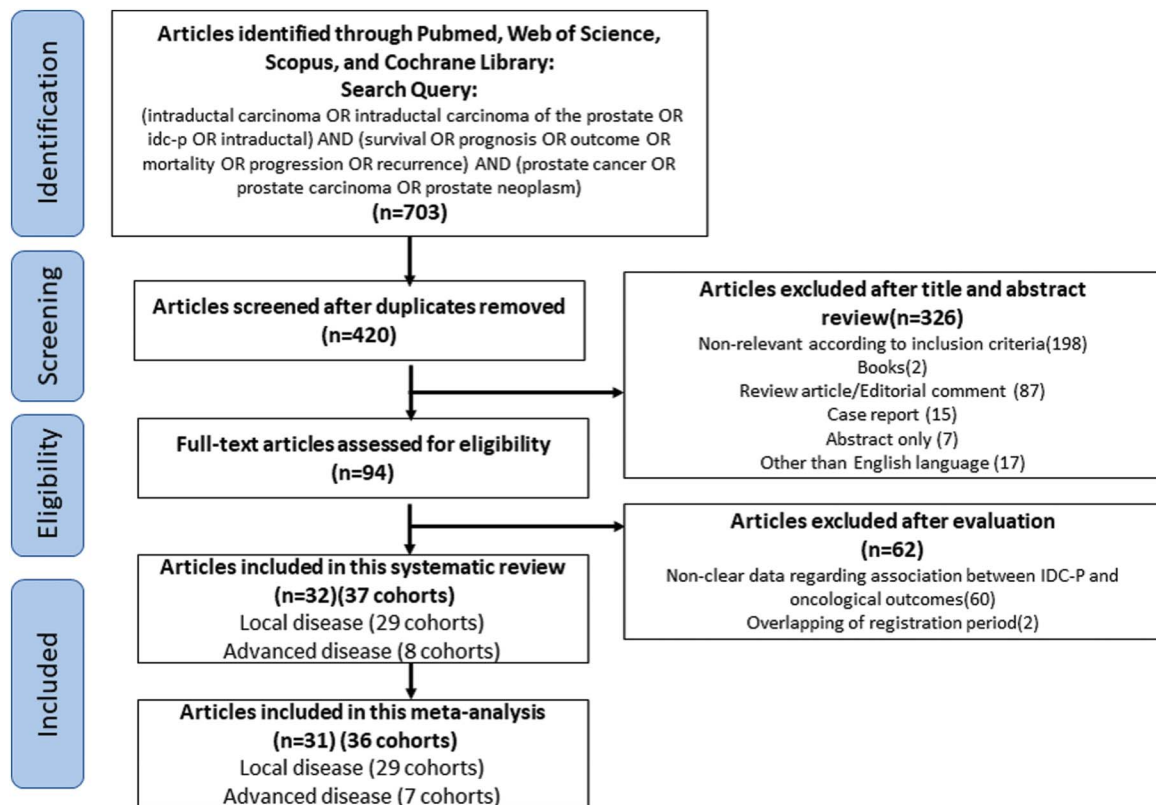 Identification
Articles identified through Pubmed, Web of Science,
Scopus, and Cochrane Library:
Search Query:
(intraductal carcinoma OR intraductal carcinoma of the prostate OR
idc-p OR intraductal) AND (survival OR prognosis OR outcome OR
mortality OR progression OR recurrence) AND (prostate cancer OR
prostate carcinoma OR prostate neoplasm)
(n=703)
Screening
Articles screened after duplicates removed
(n=420)
Articles excluded after title and abstract
review(n=326)
Non-relevant according to inclusion criteria(198)
Books(2)
Review article/Editorial comment (87)
Case report (15)
Abstract only (7)
Other than English language (17)
Eligibility
Full-text articles assessed for eligibility
(n=94)
Articles excluded after evaluation
(n=62)
Non-clear data regarding association between IDC-P and
oncological outcomes(60)
Overlapping of registration period(2)
Included
Articles included in this systematic review
(n=32)(37 cohorts)
Local disease (29 cohorts)
Advanced disease (8 cohorts)
Articles included in this meta-analysis
(n=31) (36 cohorts)
Local disease (29 cohorts)
Advanced disease (7 cohorts)